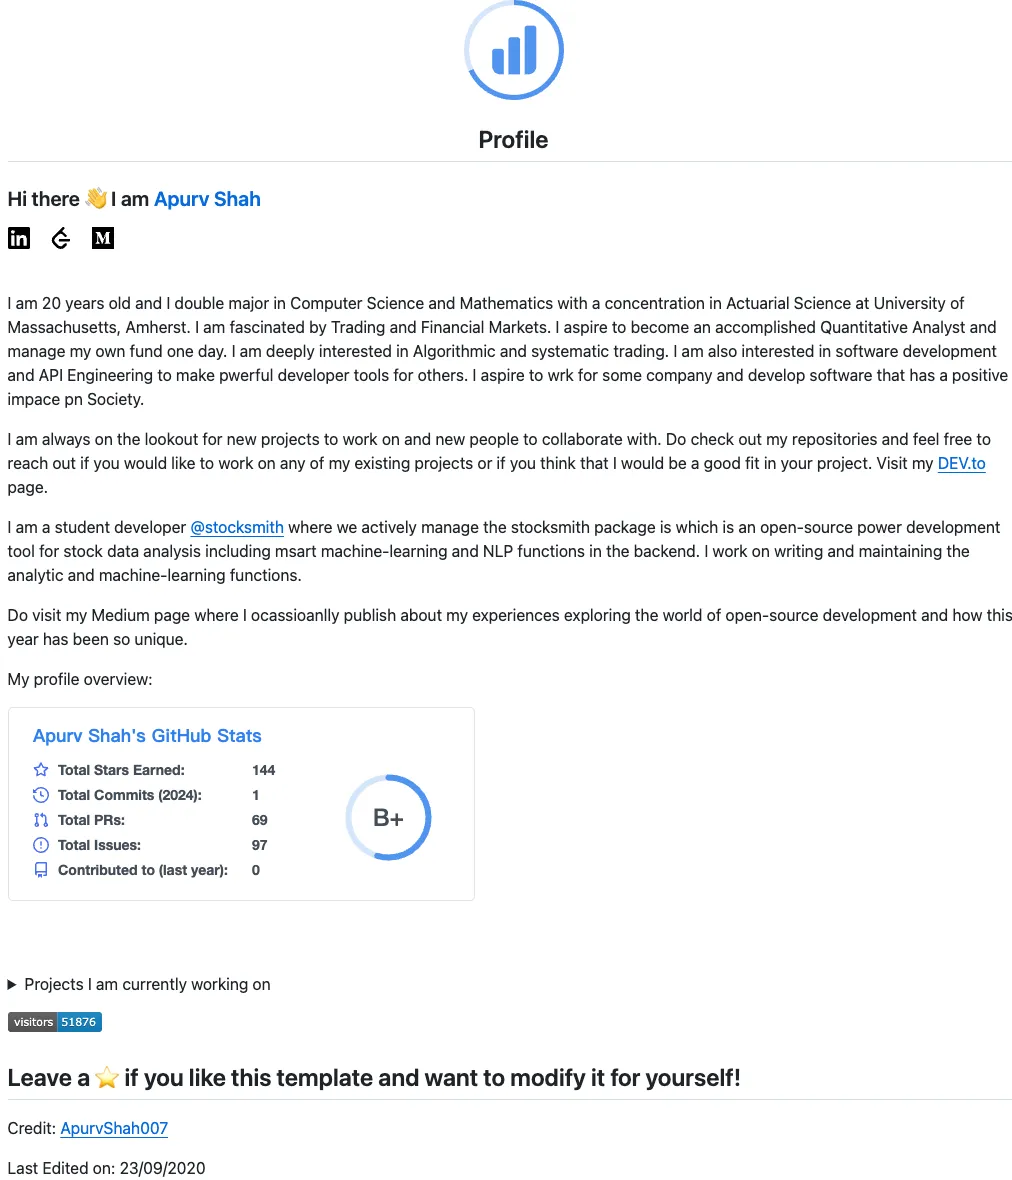 Profile
Hi there 👋 I am Apurv Shah
in M
I am 20 years old and I double major in Computer Science and Mathematics with a concentration in Actuarial Science at University of
Massachusetts, Amherst. I am fascinated by Trading and Financial Markets. I aspire to become an accomplished Quantitative Analyst and
manage my own fund one day. I am deeply interested in Algorithmic and systematic trading. I am also interested in software development
and API Engineering to make pwerful developer tools for others. I aspire to wrk for some company and develop software that has a positive
impace pn Society.
I am always on the lookout for new projects to work on and new people to collaborate with. Do check out my repositories and feel free to
reach out if you would like to work on any of my existing projects or if you think that I would be a good fit in your project. Visit my DEV.to
page.
I am a student developer @stocksmith where we actively manage the stocksmith package is which is an open-source power development
tool for stock data analysis including msart machine-learning and NLP functions in the backend. I work on writing and maintaining the
analytic and machine-learning functions.
Do visit my Medium page where I ocassioanlly publish about my experiences exploring the world of open-source development and how this
year has been so unique.
My profile overview:
Apurv Shah's GitHub Stats
Total Stars Earned: 144
Total Commits (2024): 1
Total PRs: 69
Total Issues: 97
Contributed to (last year): 0
B+
Projects I am currently working on
visitors 51876
Leave a ⭐ if you like this template and want to modify it for yourself!
Credit: ApurvShah007
Last Edited on: 23/09/2020